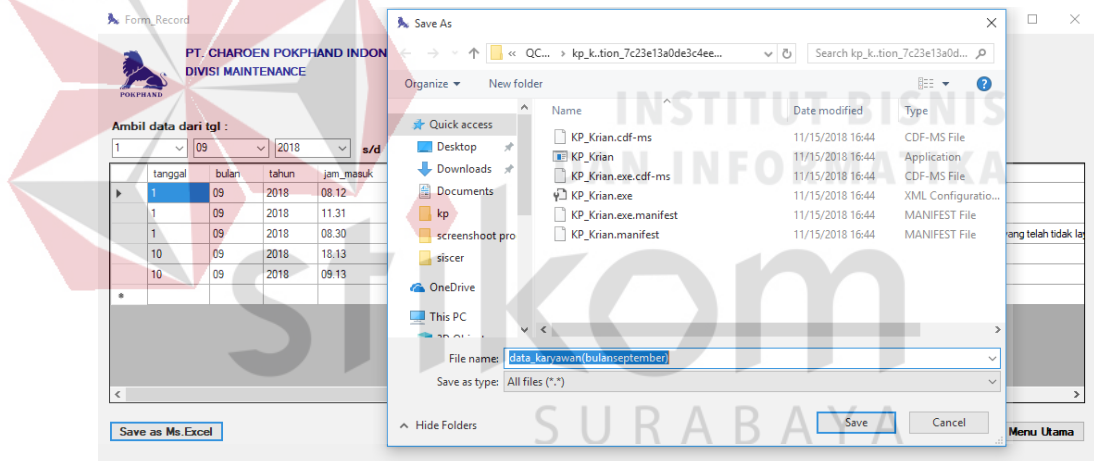 Form_Record
PT. CHAROEN POKPHAND INDON
DIVISI MAINTENANCE
POKPHAND
Ambil data dari tgl :
1 09 2018 s/d
tanggal bulan tahun jam_masuk
1 09 2018 08.12
1 09 2018 11.31
1 09 2018 08.30
10 09 2018 18.13
10 09 2018 09.13
*
ang telah tidak lay
Save as Ms.Excel
Menu Utama
Save As
« QC... › kp_k..tion_7c23e13a0de3c4ee...
Search kp_k..tion_7c23e13a0d...
Organize
New folder
Quick access
Desktop
Downloads
Documents
kp
screenshoot pro
siscer
OneDrive
This PC
Name Date modified Type
KP_Krian.cdf-ms 11/15/2018 16:44 CDF-MS File
KP_Krian 11/15/2018 16:44 Application
KP_Krian.exe.cdf-ms 11/15/2018 16:44 CDF-MS File
KP_Krian.exe 11/15/2018 16:44 XML Configuratio...
KP_Krian.exe.manifest 11/15/2018 16:44 MANIFEST File
KP_Krian.manifest 11/15/2018 16:44 MANIFEST File
File name: data_karyawan(bulanseptember)
Save as type: All files (*.*)
Hide Folders
Save
Cancel
INSTITUT BISNIS
DAN INFORMATIKA
stikom
SURABAYA